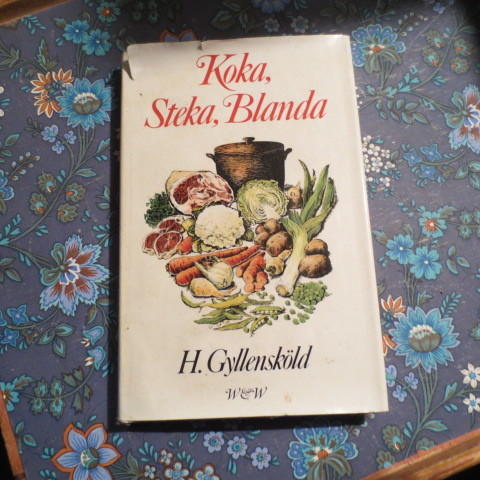 Koka,
Steka, Blanda
H. Gyllensköld
W&W